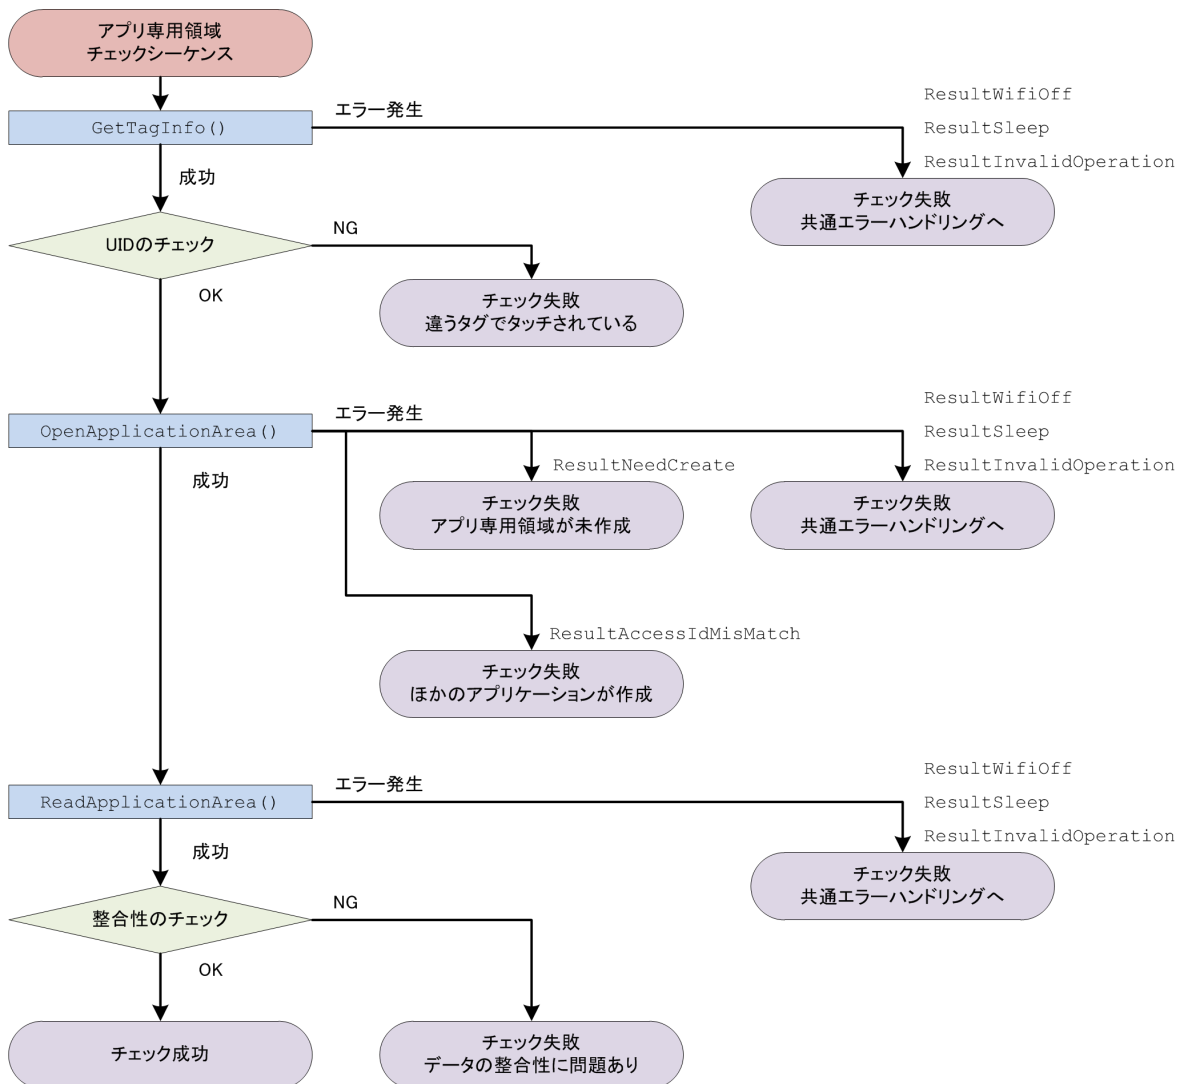 アプリ専用領域
チェックシーケンス
GetTagInfo()
エラー発生
ResultWifiOff
ResultSleep
ResultInvalidOperation
成功
チェック失敗
共通エラーハンドリングへ
UIDのチェック
NG
OK
チェック失敗
違うタグでタッチされている
OpenApplicationArea()
エラー発生
ResultWifiOff
ResultSleep
ResultInvalidOperation
成功
ResultNeedCreate
チェック失敗
アプリ専用領域が未作成
チェック失敗
共通エラーハンドリングへ
ResultAccessIdMisMatch
チェック失敗
ほかのアプリケーションが作成
ReadApplicationArea()
エラー発生
ResultWifiOff
ResultSleep
ResultInvalidOperation
成功
チェック失敗
共通エラーハンドリングへ
整合性のチェック
NG
OK
チェック成功
チェック失敗
データの整合性に問題あり